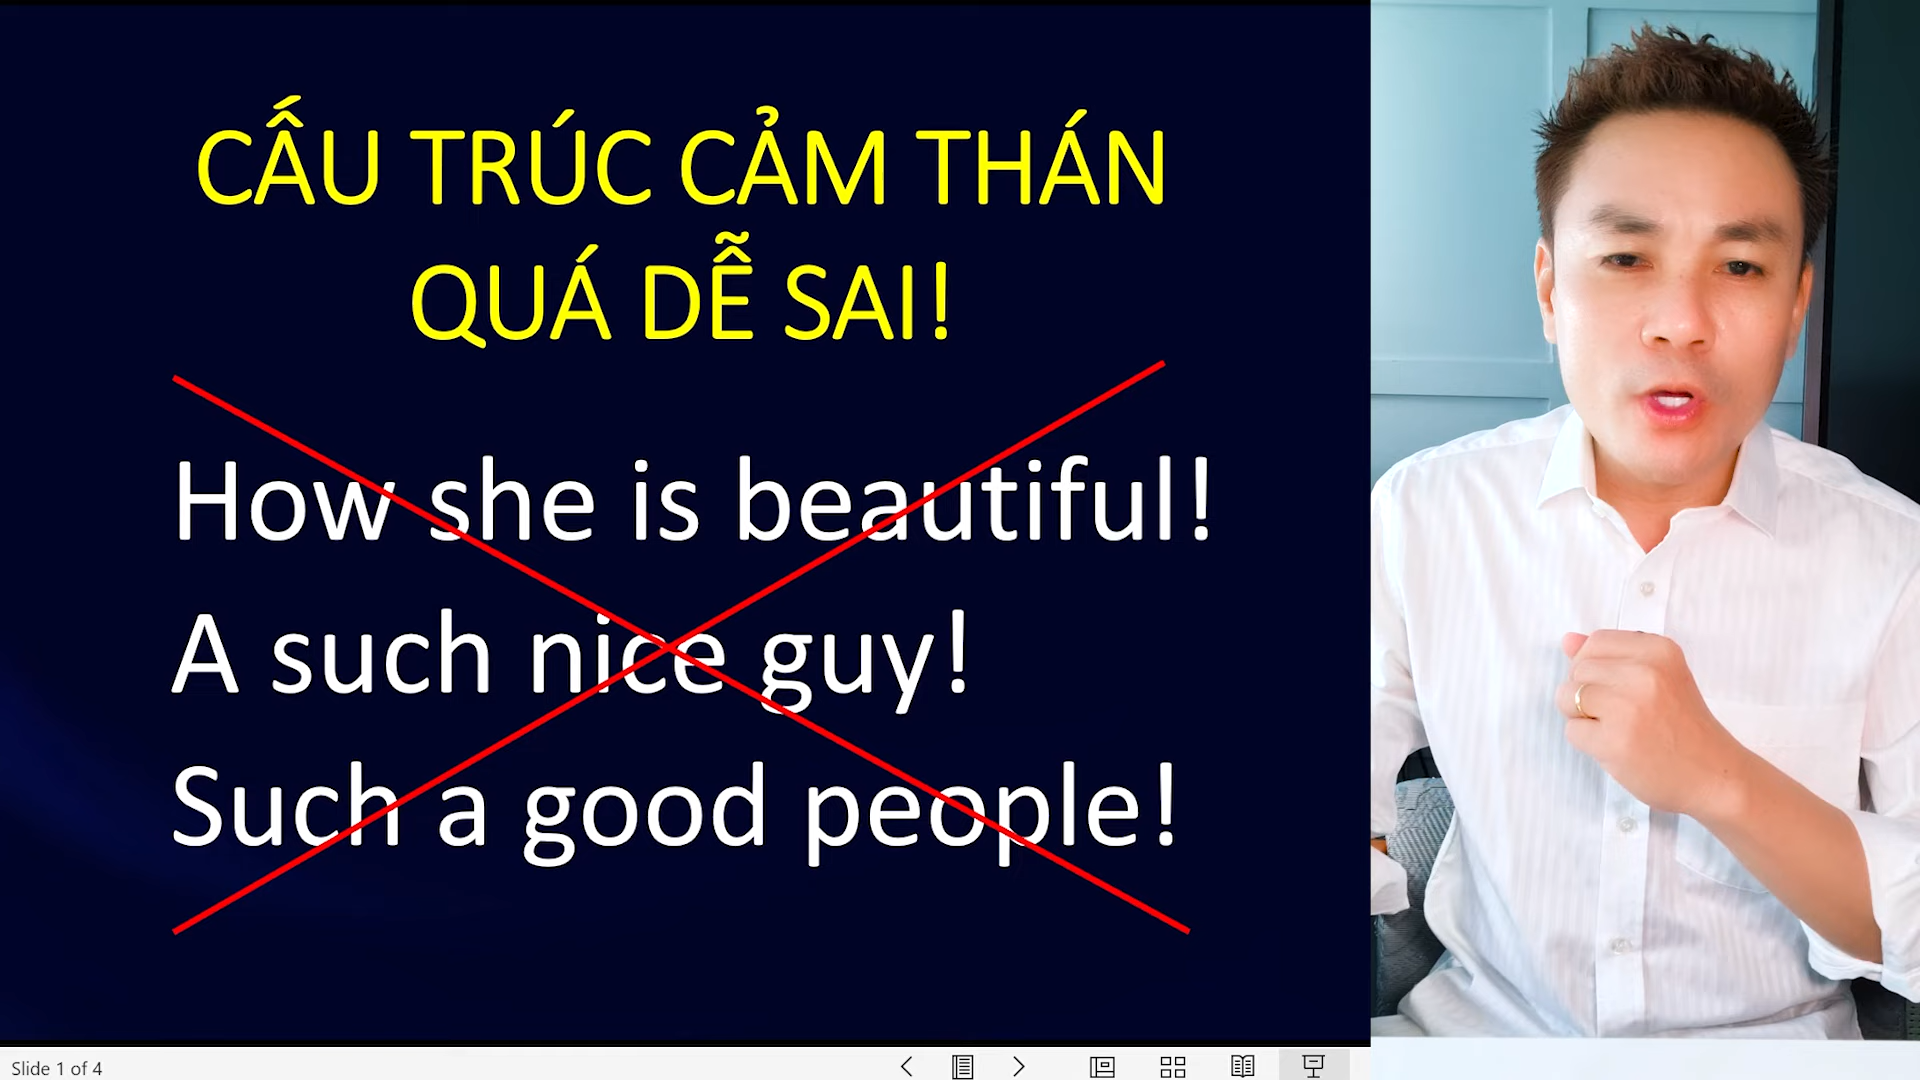 CẤU TRÚC CẢM THÁN
QUÁ DỄ SAI!
How she is beautiful!
A such nice guy!
Such a good people!
Slide 1 of 4